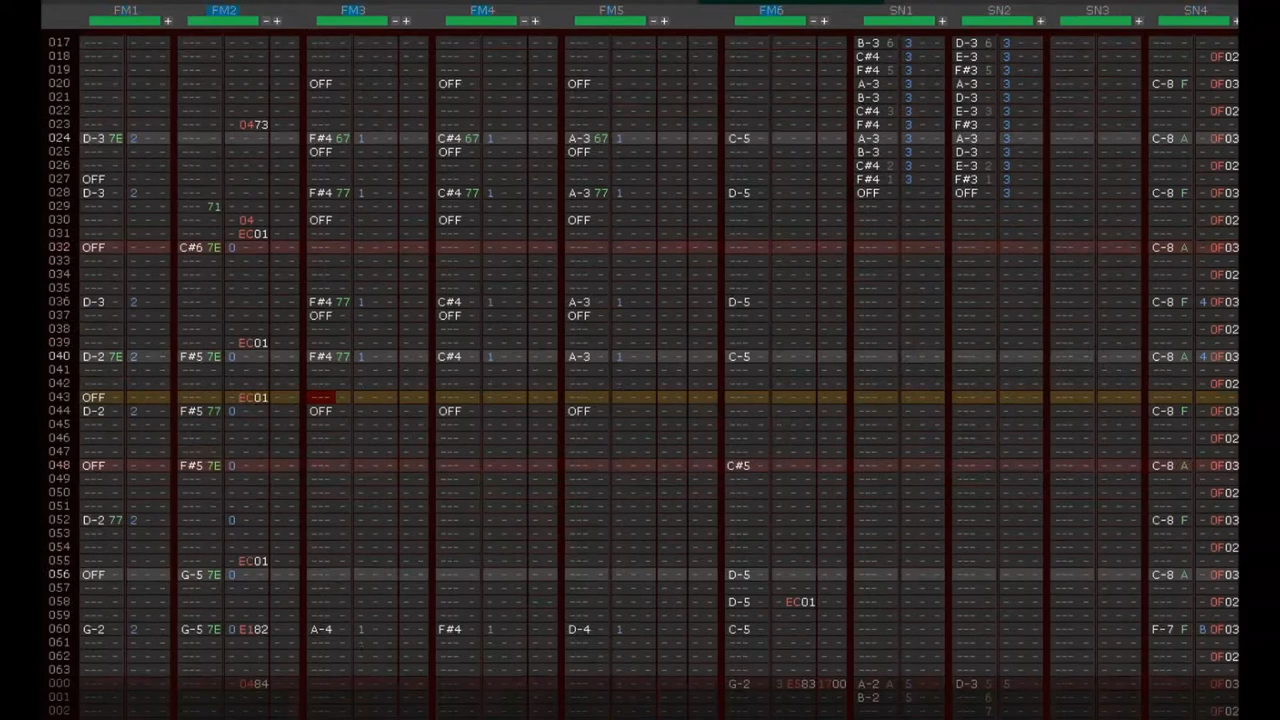 FM1 FM2 FM3 FM4 FM5 FM6 SN1 SN2 SN3 SN4
+ -+ -+ -+ -+ -+ + + + +
017 B-3 6 3 D-3 6 3
018 C#4 3 E-3 3 0F02
019 F#4 5 3 F#3 5 3
020 OFF OFF OFF A-3 3 A-3 3 C-8 F 0F03
021 B-3 3 D-3 3
022 C#4 3 3 E-3 3 3 0F02
023 0473 F#4 3 F#3 3
024 D-3 7E 2 F#4 67 1 C#4 67 1 A-3 67 1 C-5 A-3 3 A-3 3 C-8 A 0F03
025 OFF OFF OFF B-3 3 D-3 3
026 C#4 2 3 E-3 2 3 0F02
027 OFF F#4 1 3 F#3 1 3
028 D-3 2 F#4 77 1 C#4 77 1 A-3 77 1 D-5 OFF 3 OFF 3 C-8 F 0F03
029 71
030 04 OFF OFF OFF 0F02
031 EC01
032 OFF C#6 7E 0 C-8 A 0F03
033
034 0F02
035
036 D-3 2 F#4 77 1 C#4 1 A-3 1 D-5 C-8 F 4 0F03
037 OFF OFF OFF
038 0F02
039 EC01
040 D-2 7E 2 F#5 7E 0 F#4 77 1 C#4 1 A-3 1 C-5 C-8 A 4 0F03
041
042 0F02
043 OFF EC01
044 D-2 2 F#5 77 0 OFF OFF OFF C-8 F 0F03
045
046 0F02
047
048 OFF F#5 7E 0 C#5 C-8 A 0F03
049
050 0F02
051
052 D-2 77 2 0 C-8 F 0F03
053
054 0F02
055 EC01
056 OFF G-5 7E 0 D-5 C-8 A 0F03
057
058 D-5 EC01 0F02
059
060 G-2 2 G-5 7E 0 E182 A-4 1 F#4 1 D-4 1 C-5 F-7 F B 0F03
061
062 0F02
063
000 0484 G-2 3 E583 1700 A-2 A 5 D-3 5 5 0F03
001 B-2 5 6
002 7 0F02